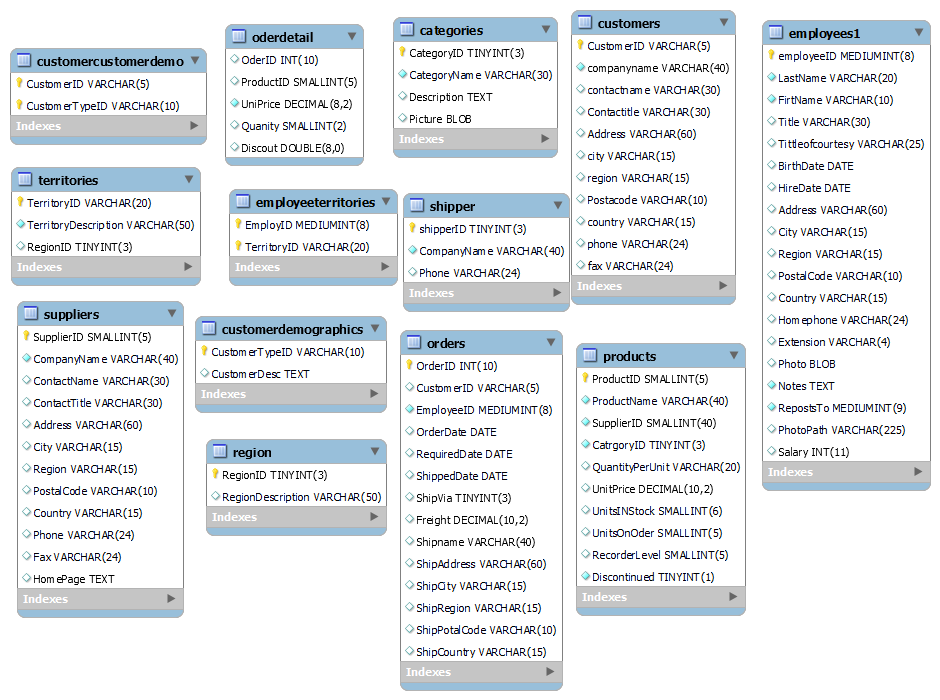 customercustomerdemo
CustomerID VARCHAR(5)
CustomerTypeID VARCHAR(10)
Indexes
oderdetail
OderID INT(10)
ProductID SMALLINT(5)
UniPrice DECIMAL(8,2)
Quanity SMALLINT(2)
Discout DOUBLE(8,0)
categories
CategoryID TINYINT(3)
CategoryName VARCHAR(30)
Description TEXT
Picture BLOB
Indexes
customers
CustomerID VARCHAR(5)
companyname VARCHAR(40)
contactname VARCHAR(30)
Contactitle VARCHAR(30)
Address VARCHAR(60)
city VARCHAR(15)
region VARCHAR(15)
Postacode VARCHAR(10)
country VARCHAR(15)
phone VARCHAR(24)
fax VARCHAR(24)
Indexes
employees1
employeeID MEDIUMINT(8)
LastName VARCHAR(20)
FirtName VARCHAR(10)
Title VARCHAR(30)
Tittleofcourtesy VARCHAR(25)
BirthDate DATE
HireDate DATE
Address VARCHAR(60)
City VARCHAR(15)
Region VARCHAR(15)
PostalCode VARCHAR(10)
Country VARCHAR(15)
Homephone VARCHAR(24)
Extension VARCHAR(4)
Photo BLOB
Notes TEXT
RepostsTo MEDIUMINT(9)
PhotoPath VARCHAR(225)
Salary INT(11)
Indexes
territories
TerritoryID VARCHAR(20)
TerritoryDescription VARCHAR(50)
RegionID TINYINT(3)
Indexes
employeeterritories
EmployID MEDIUMINT(8)
TerritoryID VARCHAR(20)
Indexes
shipper
shipperID TINYINT(3)
CompanyName VARCHAR(40)
Phone VARCHAR(24)
Indexes
suppliers
SupplierID SMALLINT(5)
CompanyName VARCHAR(40)
ContactName VARCHAR(30)
ContactTitle VARCHAR(30)
Address VARCHAR(60)
City VARCHAR(15)
Region VARCHAR(15)
PostalCode VARCHAR(10)
Country VARCHAR(15)
Phone VARCHAR(24)
Fax VARCHAR(24)
HomePage TEXT
Indexes
customerdemographics
CustomerTypeID VARCHAR(10)
CustomerDesc TEXT
Indexes
region
RegionID TINYINT(3)
RegionDescription VARCHAR(50)
Indexes
orders
OrderID INT(10)
CustomerID VARCHAR(5)
EmployeeID MEDIUMINT(8)
OrderDate DATE
RequiredDate DATE
ShippedDate DATE
ShipVia TINYINT(3)
Freight DECIMAL(10,2)
Shipname VARCHAR(40)
ShipAddress VARCHAR(60)
ShipCity VARCHAR(15)
ShipRegion VARCHAR(15)
ShipPotalCode VARCHAR(10)
ShipCountry VARCHAR(15)
Indexes
products
ProductID SMALLINT(5)
ProductName VARCHAR(40)
SupplierID SMALLINT(40)
CatrgoryID TINYINT(3)
QuantityPerUnit VARCHAR(20)
UnitPrice DECIMAL(10,2)
UnitsINStock SMALLINT(6)
UnitsOnOder SMALLINT(5)
RecorderLevel SMALLINT(5)
Discontinued TINYINT(1)
Indexes